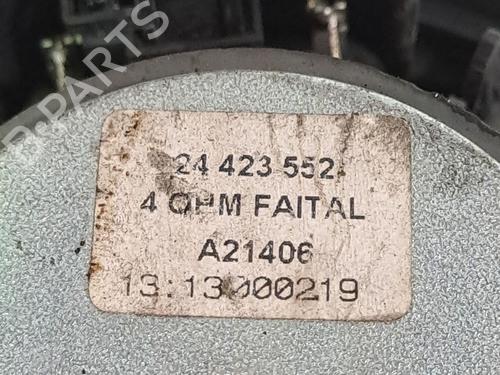 B-PARTS
24 423 552
4 OHM FAITAL
A21406
13:13000219